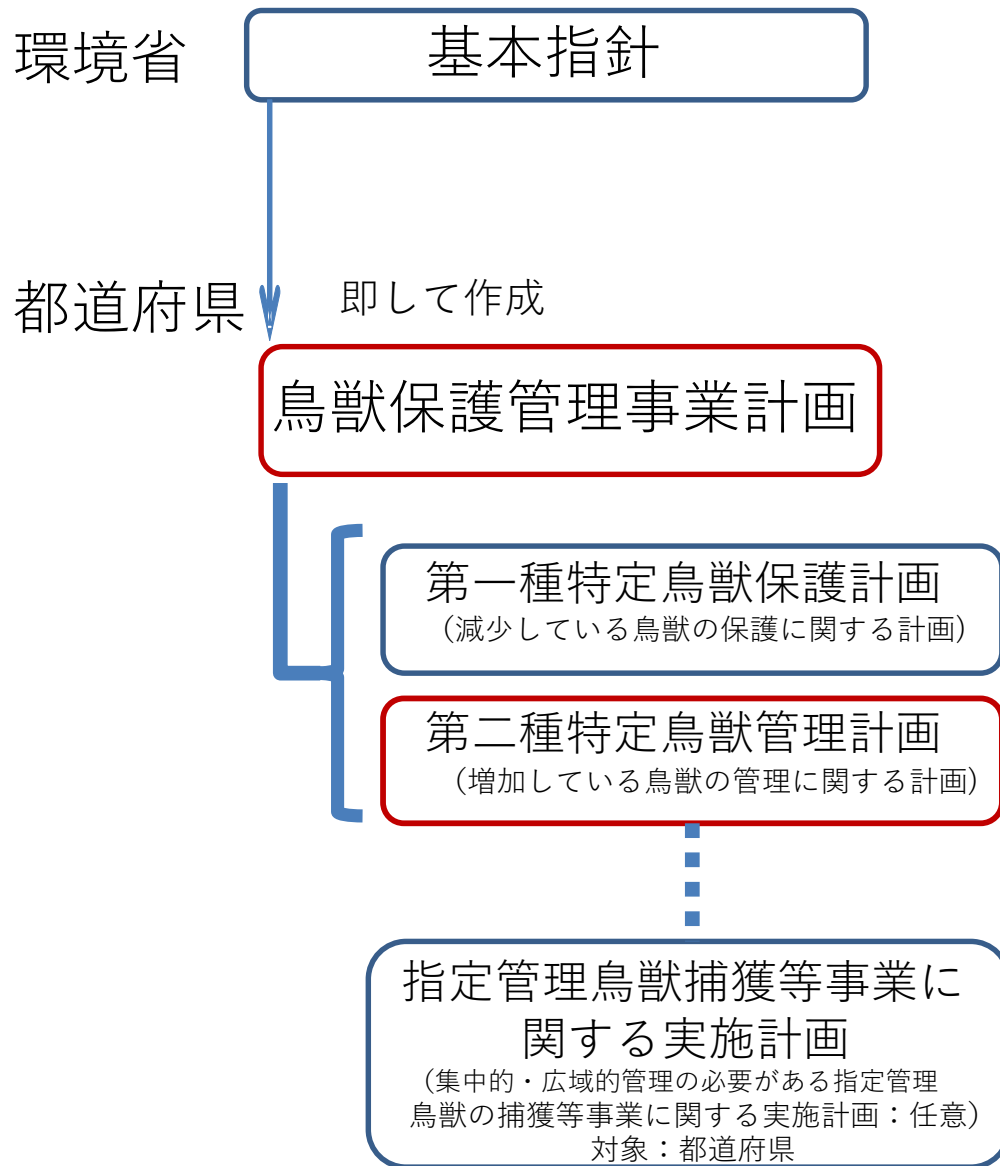 環境省
基本指針
都道府県
即して作成
鳥獣保護管理事業計画
第一種特定鳥獣保護計画
（減少している鳥獣の保護に関する計画)
第二種特定鳥獣管理計画
（増加している鳥獣の管理に関する計画)
指定管理鳥獣捕獲等事業に
関する実施計画
（集中的・広域的管理の必要がある指定管理
鳥獣の捕獲等事業に関する実施計画：任意）
対象：都道府県